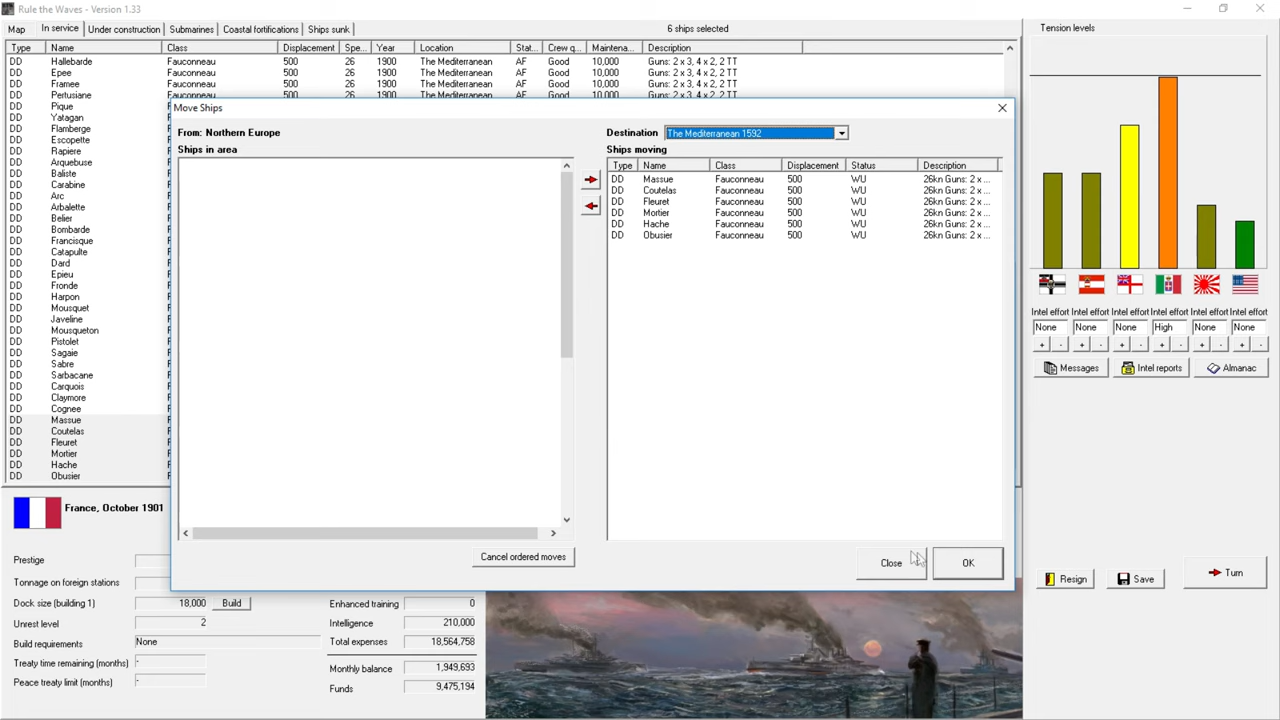 Rule the Waves - Version 1.33
Map In service Under construction Submarines Coastal fortifications Ships sunk 6 ships selected
Type Name Class Displacement Spe... Year Location Stat... Crew q... Maintena... Description
DD Hallebarde Fauconneau 500 26 1900 The Mediterranean AF Good 10,000 Guns: 2 x 3, 4 x 2, 2 TT
DD Epee Fauconneau 500 26 1900 The Mediterranean AF Good 10,000 Guns: 2 x 3, 4 x 2, 2 TT
DD Framee Fauconneau 500 26 1900 The Mediterranean AF Good 10,000 Guns: 2 x 3, 4 x 2, 2 TT
DD Pertusiane Fauconneau 500 26 1900 The Mediterranean AF Good 10,000 Guns: 2 x 3, 4 x 2, 2 TT
DD Pique
DD Yatagan
DD Flamberge
DD Escopette
DD Rapiere
DD Arquebuse
DD Baliste
DD Carabine
DD Arc
DD Arbalette
DD Belier
DD Bombarde
DD Francisque
DD Catapulte
DD Dard
DD Epieu
DD Fronde
DD Harpon
DD Mousquet
DD Javeline
DD Mousqueton
DD Pistolet
DD Sagaie
DD Sabre
DD Sarbacane
DD Carquois
DD Claymore
DD Cognee
DD Massue
DD Coutelas
DD Fleuret
DD Mortier
DD Hache
DD Obusier
Move Ships
From: Northern Europe
Ships in area
Destination The Mediterranean 1592
Ships moving
Type Name Class Displacement Status Description
DD Massue Fauconneau 500 WU 26kn Guns: 2 x ...
DD Coutelas Fauconneau 500 WU 26kn Guns: 2 x ...
DD Fleuret Fauconneau 500 WU 26kn Guns: 2 x ...
DD Mortier Fauconneau 500 WU 26kn Guns: 2 x ...
DD Hache Fauconneau 500 WU 26kn Guns: 2 x ...
DD Obusier Fauconneau 500 WU 26kn Guns: 2 x ...
Cancel ordered moves
Close OK
Tension levels
Intel effort Intel effort Intel effort Intel effort Intel effort Intel effort
None None None High None None
+ - + - + - + - + - + -
Messages Intel reports Almanac
Resign Save Turn
France, October 1901
Prestige
Tonnage on foreign stations
Dock size (building 1) 18,000 Build
Unrest level 2
Build requirements None
Treaty time remaining (months) -
Peace treaty limit (months) -
Enhanced training 0
Intelligence 210,000
Total expenses 18,564,758
Monthly balance 1,949,693
Funds 9,475,194